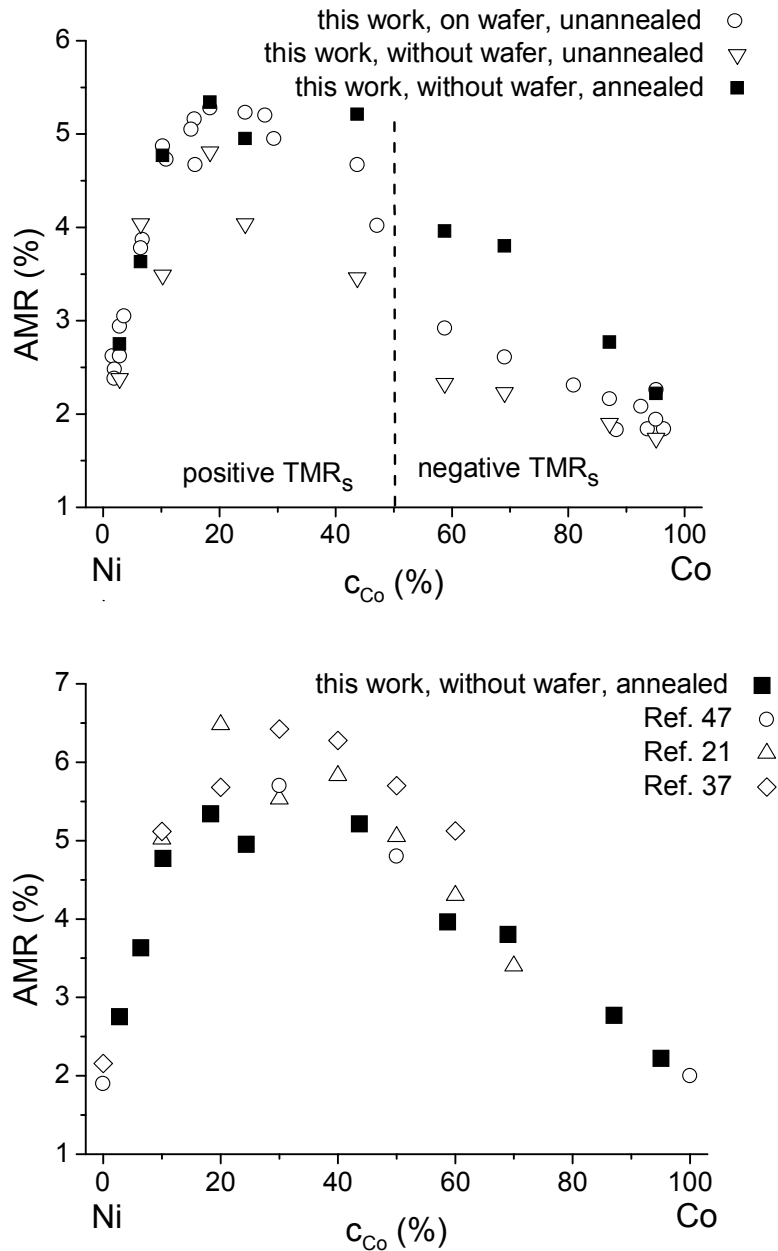 this work, on wafer, unannealed
this work, without wafer, unannealed
this work, without wafer, annealed
6
5
4
3
2
1
AMR (%)
positive TMRS
negative TMRS
0 20 40 60 80 100
Ni Co
cCo (%)
this work, without wafer, annealed
Ref. 47
Ref. 21
Ref. 37
7
6
5
4
3
2
1
AMR (%)
0 20 40 60 80 100
Ni Co
cCo (%)